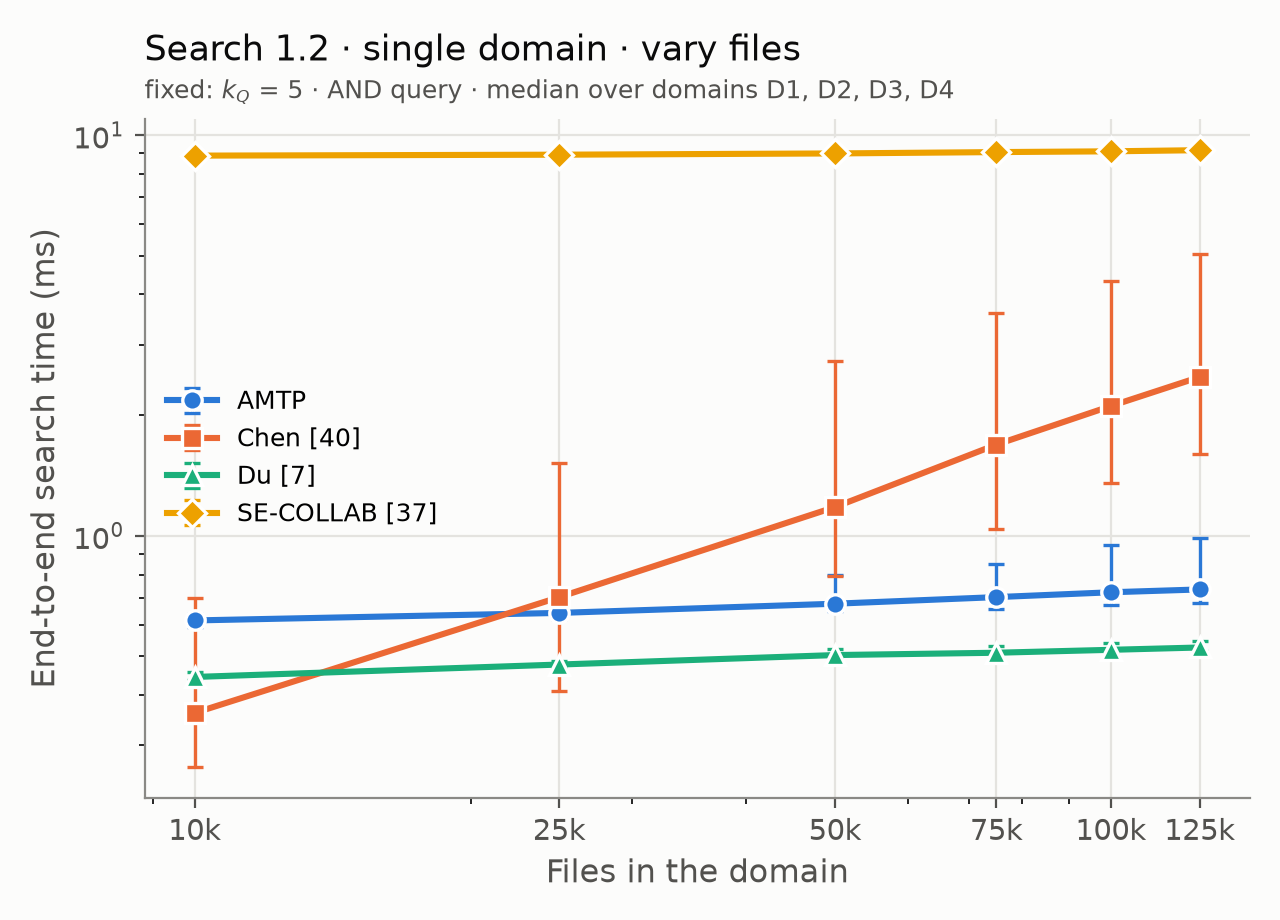 Search 1.2 · single domain · vary files
fixed: k_Q = 5 · AND query · median over domains D1, D2, D3, D4
End-to-end search time (ms)
10¹
10⁰
AMTP
Chen [40]
Du [7]
SE-COLLAB [37]
10k 25k 50k 75k 100k 125k
Files in the domain